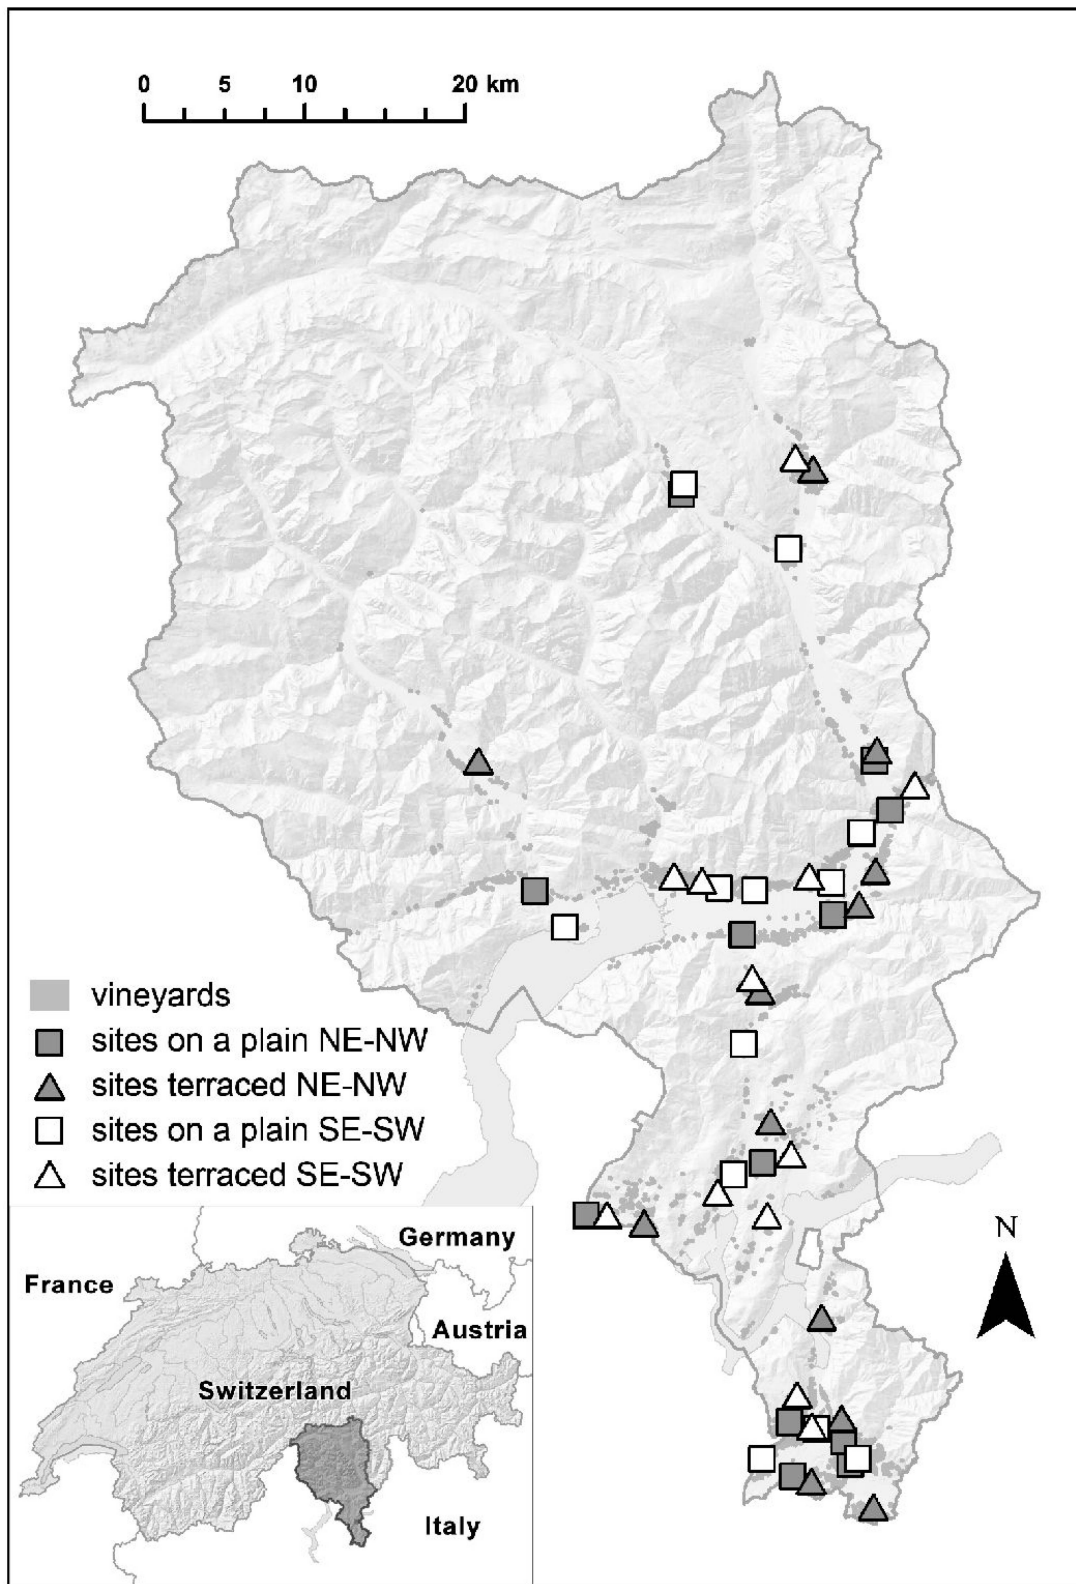 0 5 10 20 km
vineyards
sites on a plain NE-NW
sites terraced NE-NW
sites on a plain SE-SW
sites terraced SE-SW
N
Germany
France
Austria
Switzerland
Italy